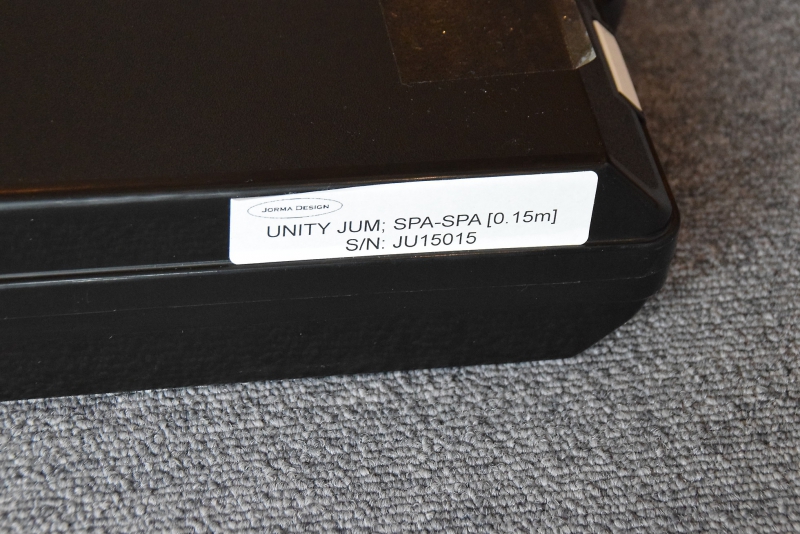 JORMA DESIGN
UNITY JUM; SPA-SPA [0.15m]
S/N: JU15015